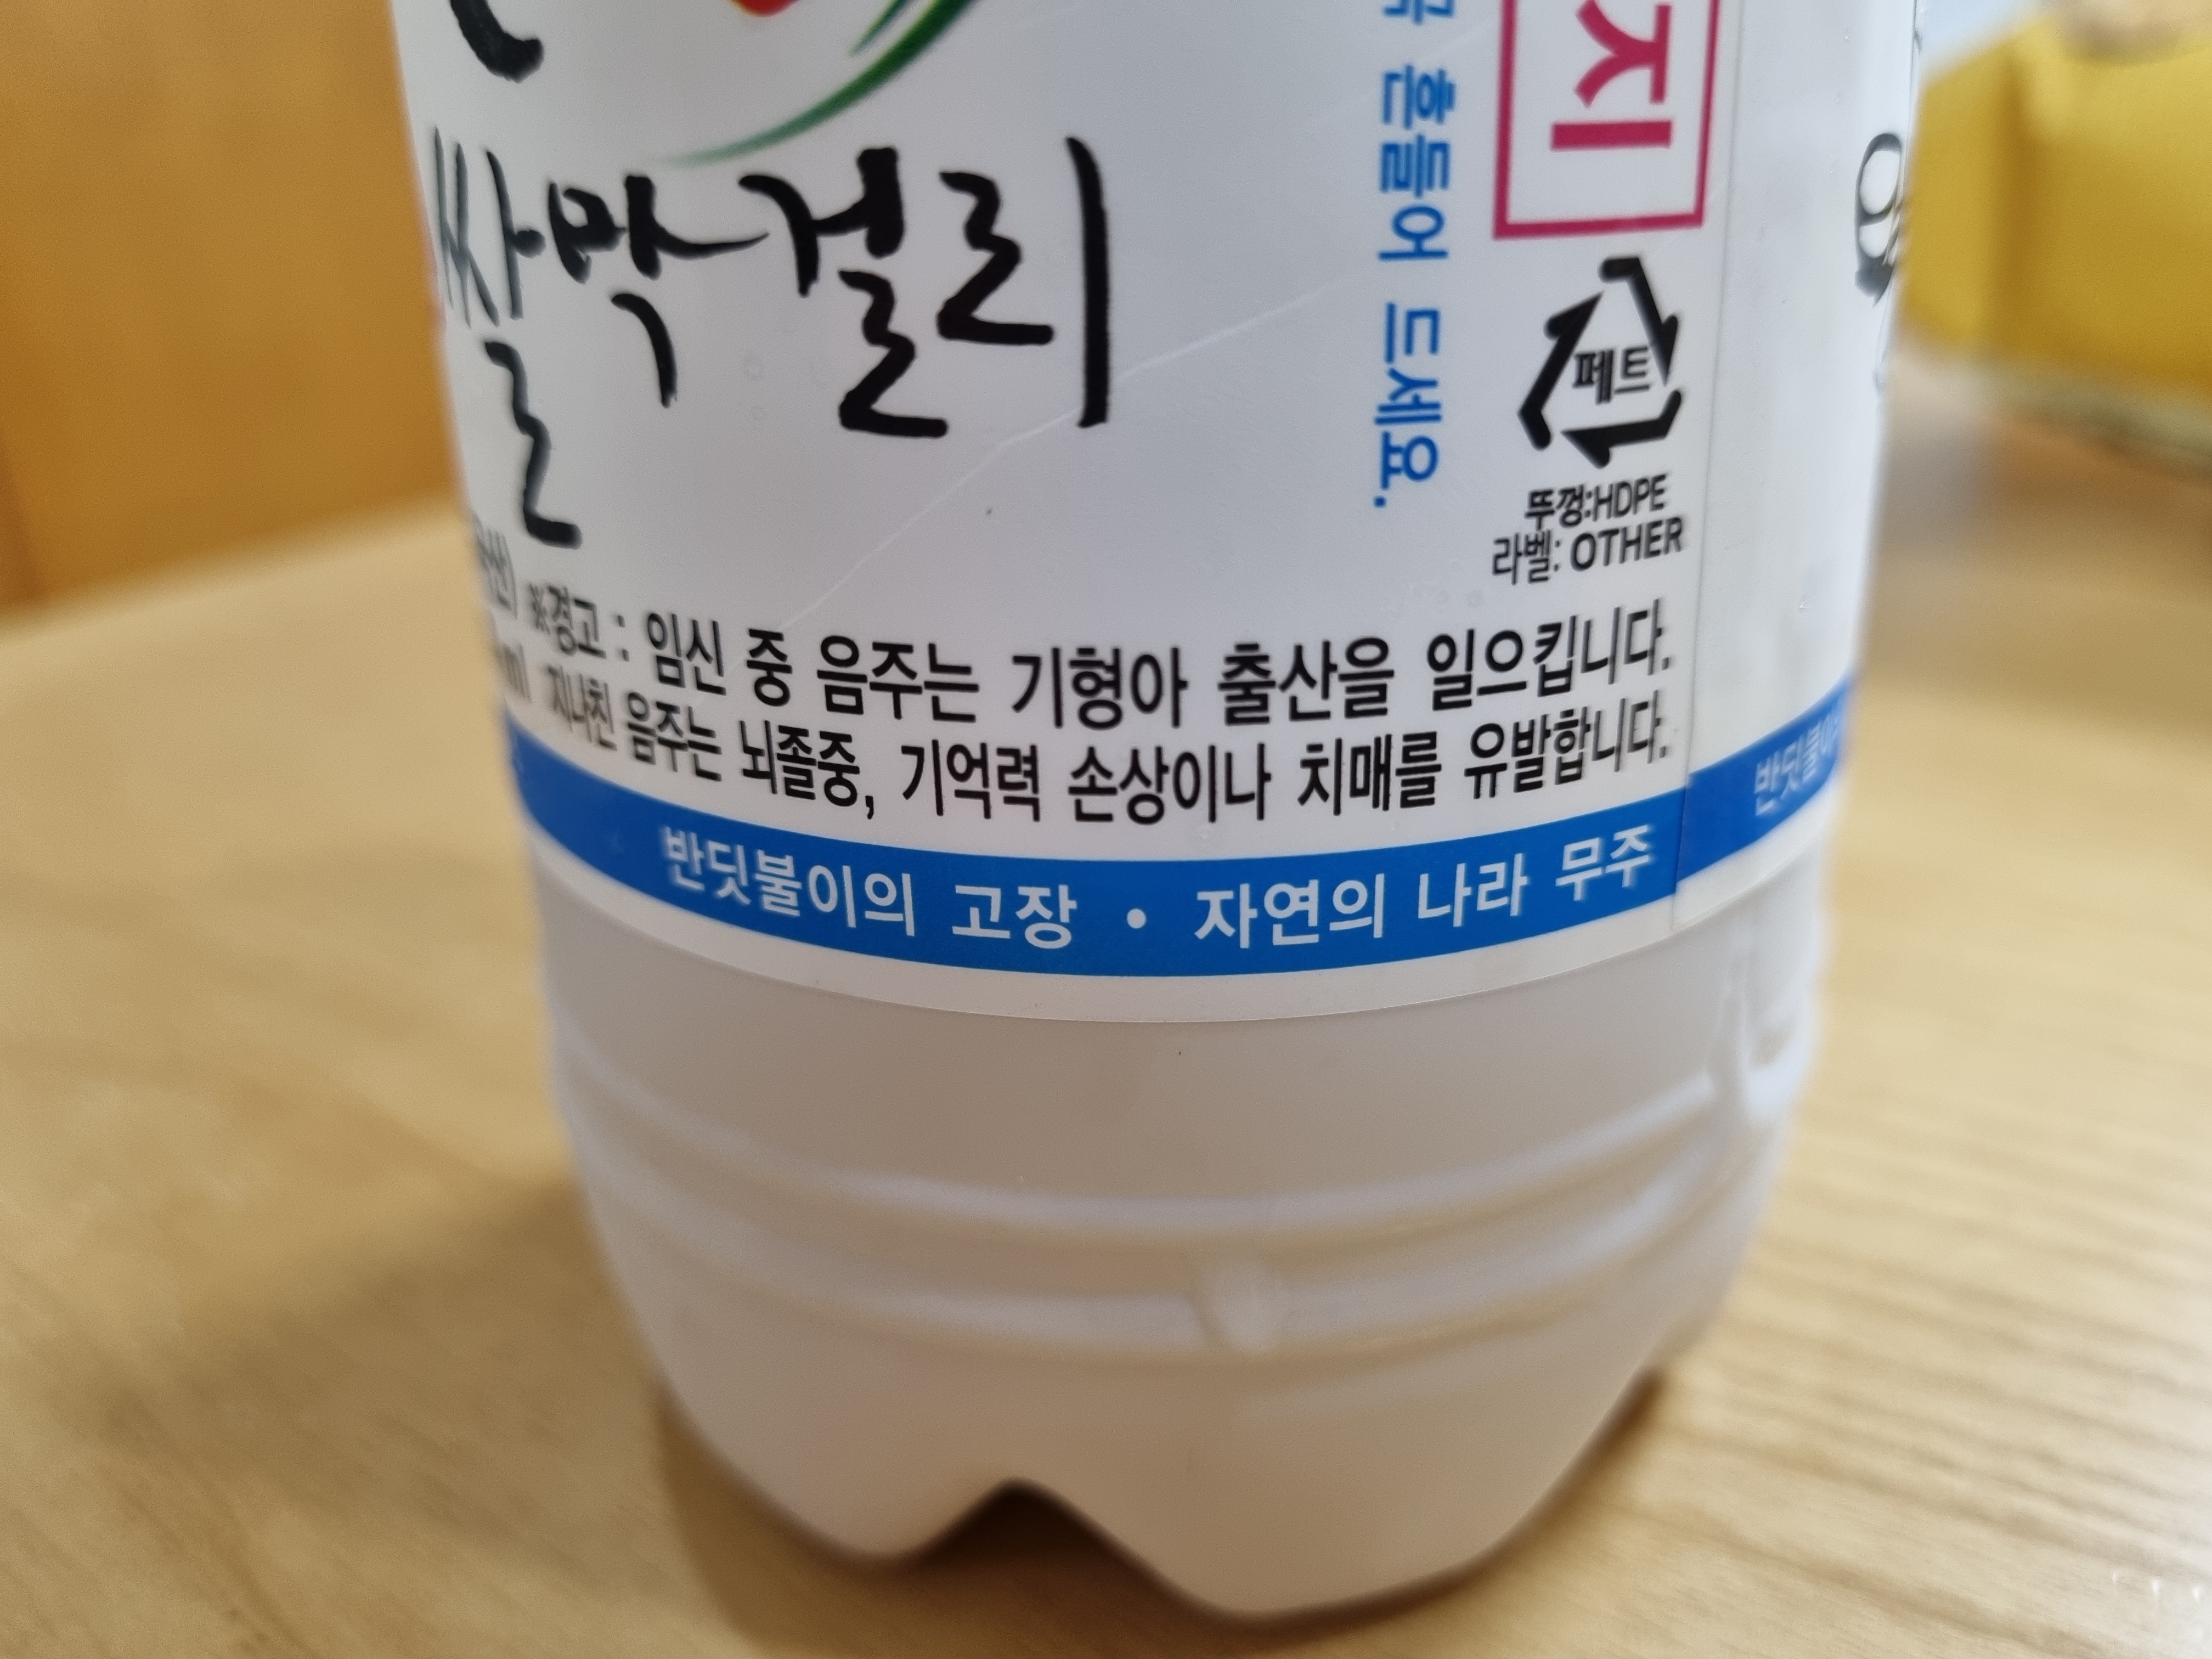 쌀막걸리
흔들어 드세요.
지
페트
뚜껑:HDPE
라벨: OTHER
※경고 : 임신 중 음주는 기형아 출산을 일으킵니다.
지나친 음주는 뇌졸중, 기억력 손상이나 치매를 유발합니다.
반딧불이의 고장 • 자연의 나라 무주